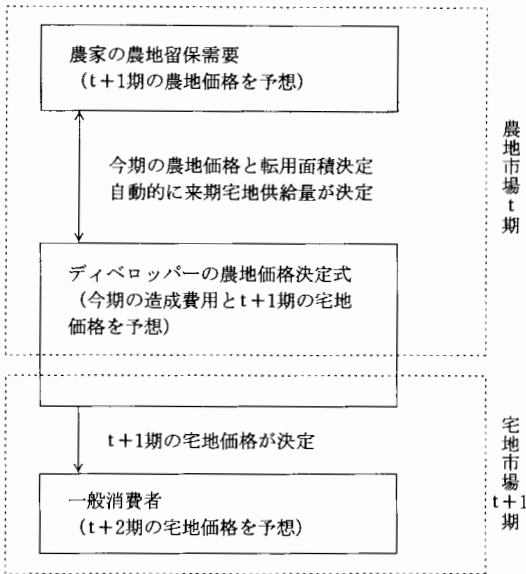 農家の農地留保需要
(t+1期の農地価格を予想)
今期の農地価格と転用面積決定
自動的に来期宅地供給量が決定
ディベロッパーの農地価格決定式
(今期の造成費用とt+1期の宅地
価格を予想)
農地市場t期
t+1期の宅地価格が決定
一般消費者
(t+2期の宅地価格を予想)
宅地市場t+1期